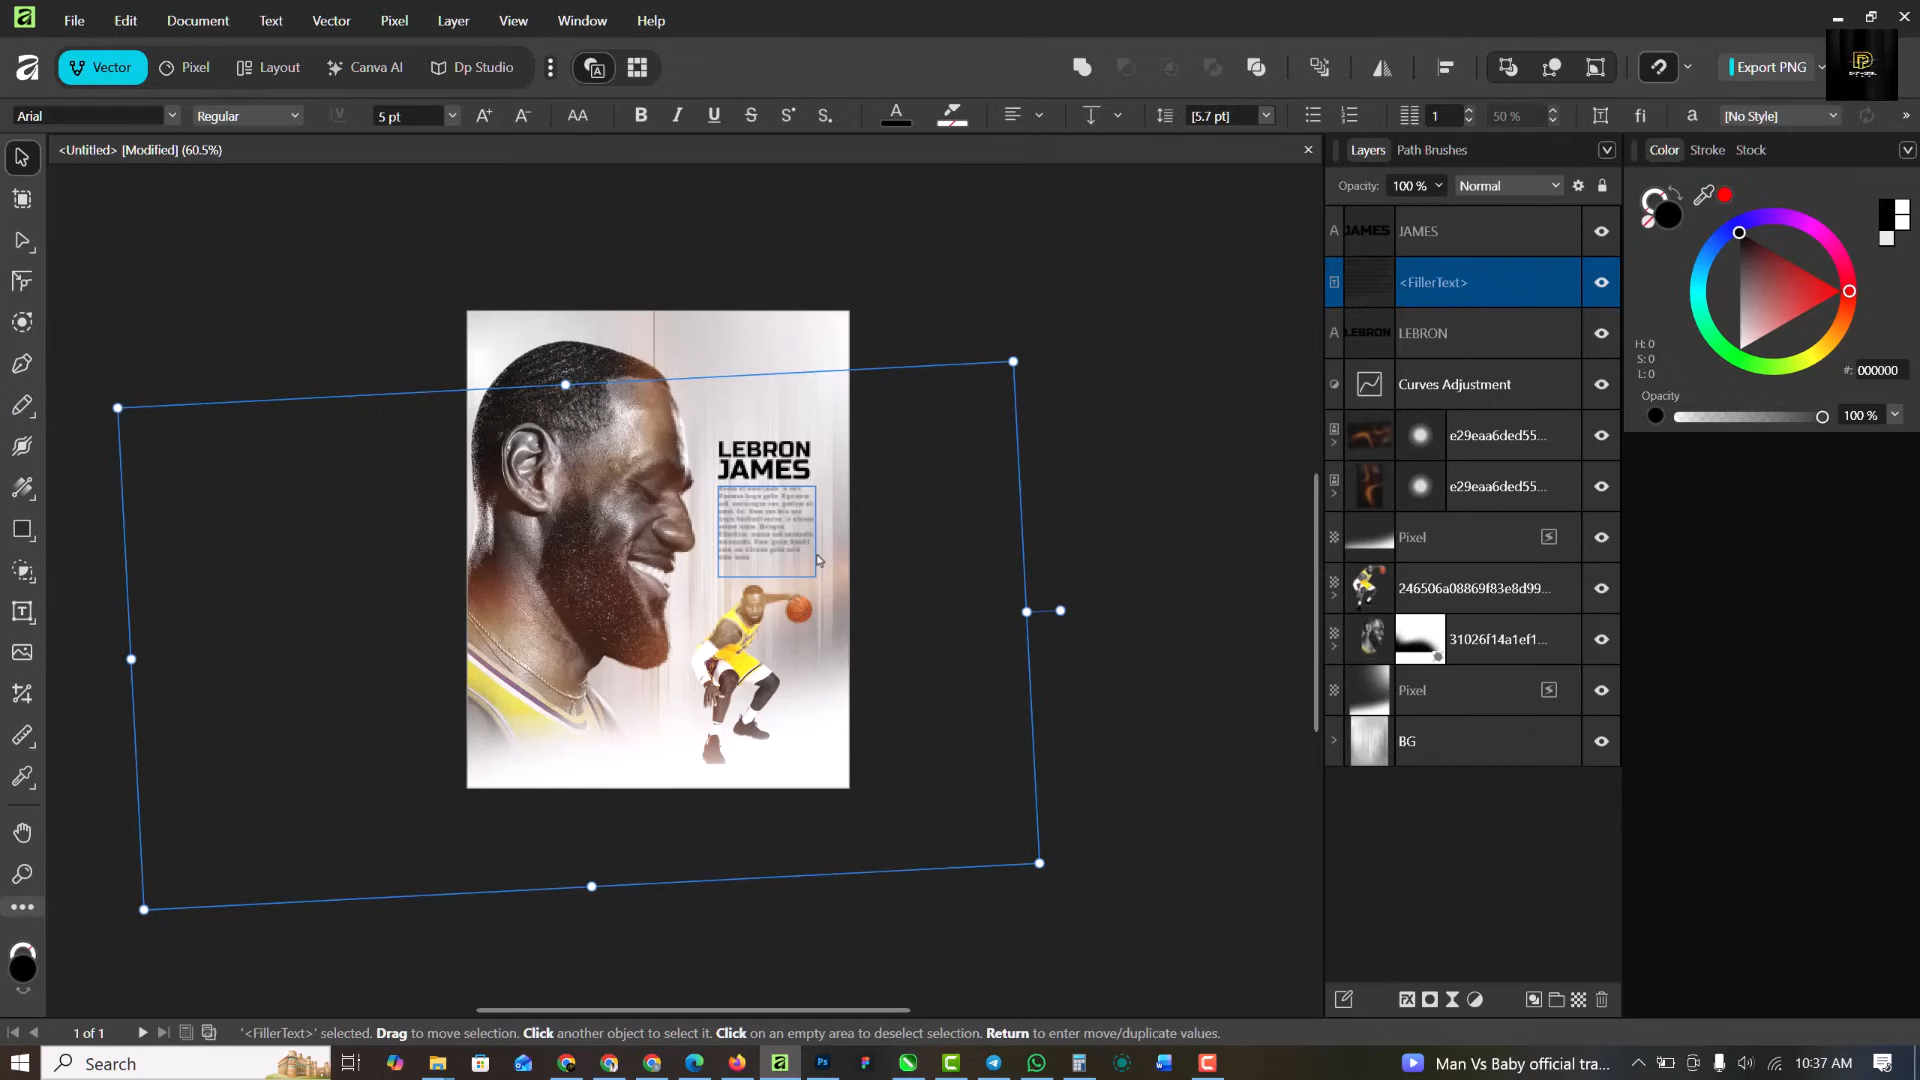 File Edit Document Text Vector Pixel Layer View Window Help
Vector Pixel Layout Canva AI Dp Studio Export PNG
Arial Regular 5 pt AA B I U S S S A [5.7 pt] 1 50 % fi a [No Style]
<Untitled> [Modified] (60.5%)
Layers Path Brushes
Color Stroke Stock
Opacity: 100 % Normal
A JAMES JAMES
<FillerText>
A LEBRON LEBRON
H: 0
S: 0
L: 0
#: 000000
Curves Adjustment
Opacity
100 %
e29eaa6ded55...
e29eaa6ded55...
Pixel
246506a08869f83e8d99...
31026f14a1ef1...
Pixel
BG
LEBRON
JAMES
1 of 1
'<FillerText>' selected. Drag to move selection. Click another object to select it. Click on an empty area to deselect selection. Return to enter move/duplicate values.
Search
Man Vs Baby official tra...
10:37 AM